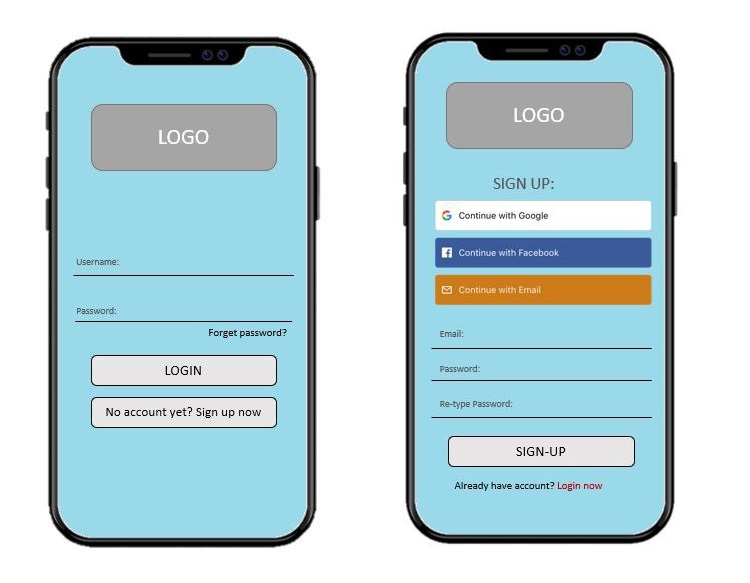 LOGO
Username:
Password:
Forget password?
LOGIN
No account yet? Sign up now
LOGO
SIGN UP:
Continue with Google
Continue with Facebook
Continue with Email
Email:
Password:
Re-type Password:
SIGN-UP
Already have account? Login now